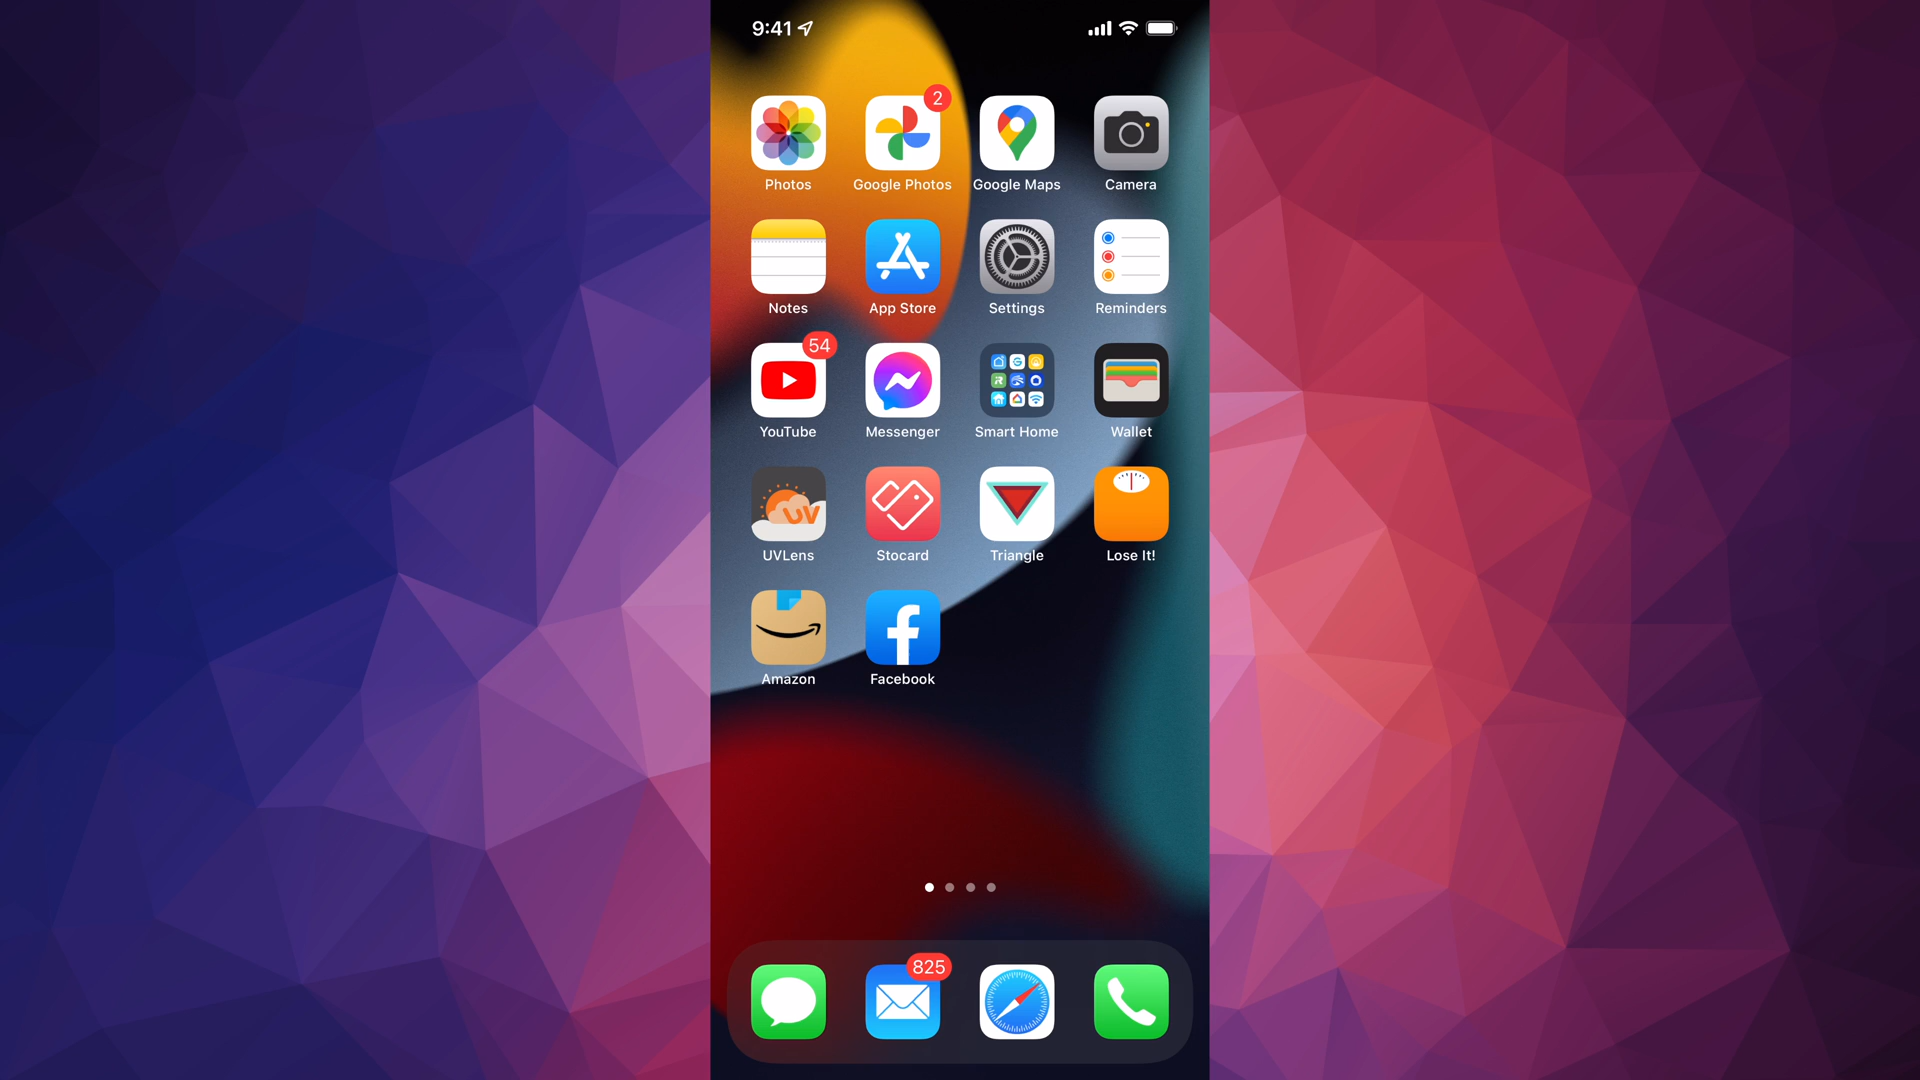 9:41
2
Photos Google Photos Google Maps Camera
Notes App Store Settings Reminders
54
YouTube Messenger Smart Home Wallet
UV
UVLens Stocard Triangle Lose It!
Amazon Facebook
825